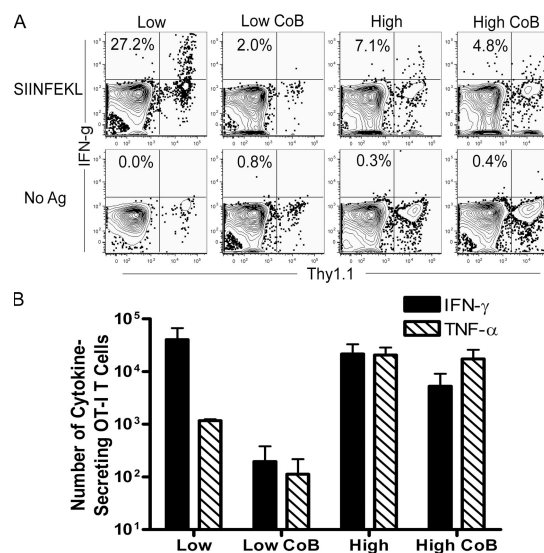 A
Low Low CoB High High CoB
SIINFEKL
27.2% 2.0% 7.1% 4.8%
IFN-g
No Ag
0.0% 0.8% 0.3% 0.4%
Thy1.1
B
IFN-γ
TNF-α
Number of Cytokine-
Secreting OT-I T Cells
10⁵
10⁴
10³
10²
10¹
Low Low CoB High High CoB